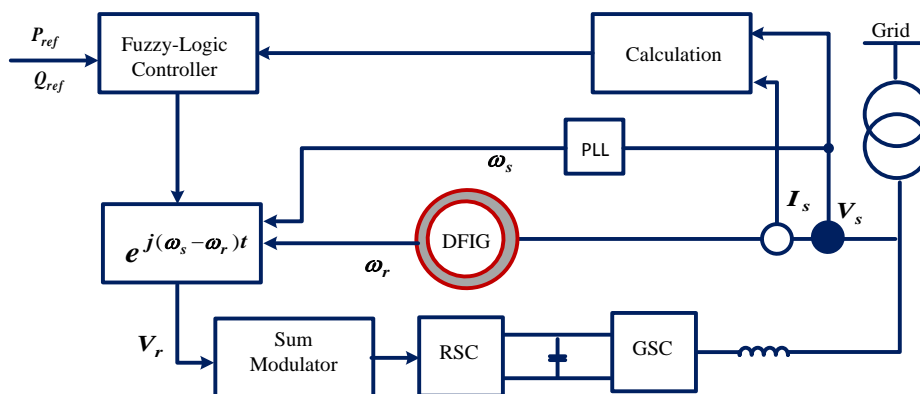 P_ref
Q_ref
Fuzzy-Logic
Controller
Calculation
Grid
PLL
ω_s
I_s
V_s
e^{j(ω_s−ω_r)t}
DFIG
ω_r
V_r
Sum
Modulator
RSC
GSC